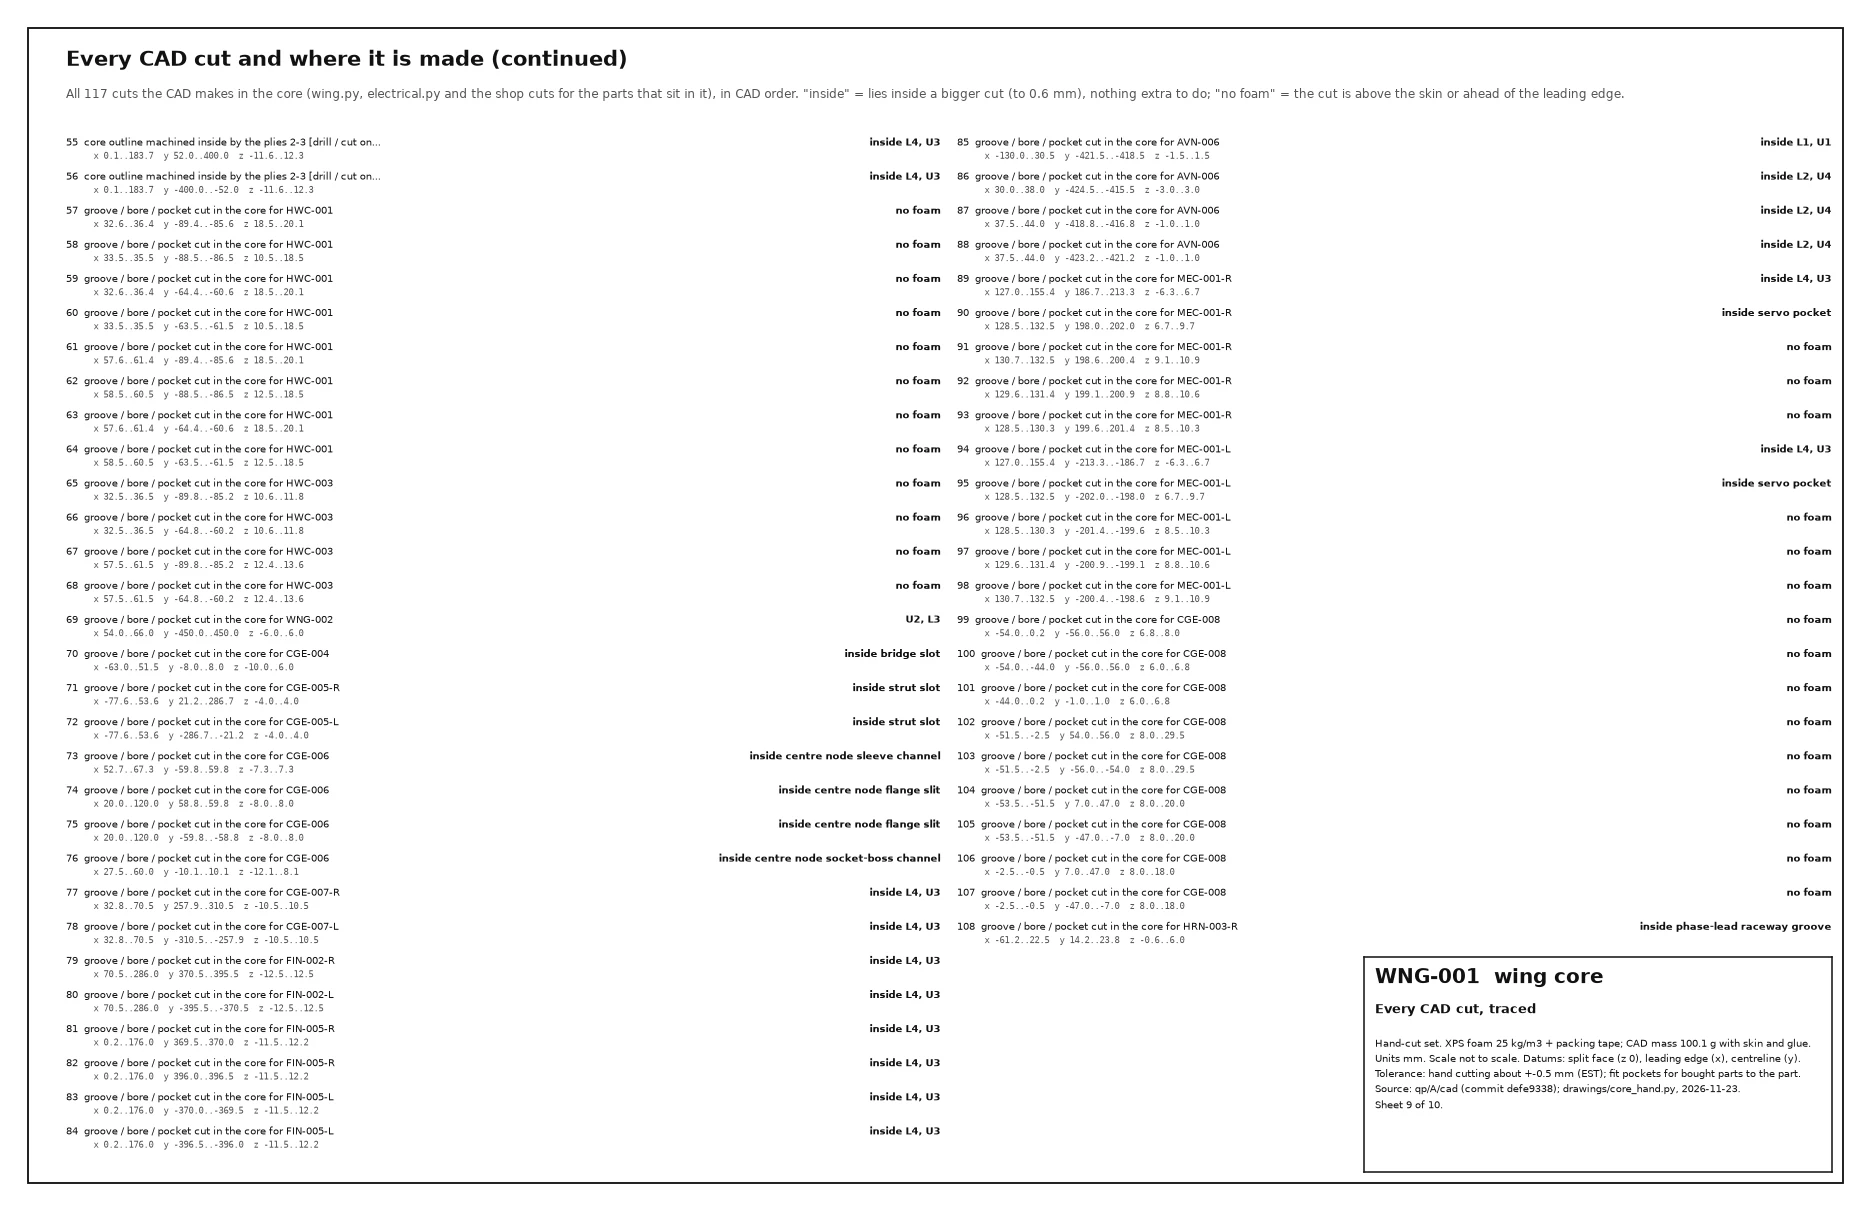 Every CAD cut and where it is made (continued)
All 117 cuts the CAD makes in the core (wing.py, electrical.py and the shop cuts for the parts that sit in it), in CAD order. "inside" = lies inside a bigger cut (to 0.6 mm), nothing extra to do; "no foam" = the cut is above the skin or ahead of the leading edge.
55 core outline machined inside by the plies 2-3 [drill / cut on... inside L4, U3
x 0.1..183.7 y 52.0..400.0 z -11.6..12.3
56 core outline machined inside by the plies 2-3 [drill / cut on... inside L4, U3
x 0.1..183.7 y -400.0..-52.0 z -11.6..12.3
57 groove / bore / pocket cut in the core for HWC-001 no foam
x 32.6..36.4 y -89.4..-85.6 z 18.5..20.1
58 groove / bore / pocket cut in the core for HWC-001 no foam
x 33.5..35.5 y -88.5..-86.5 z 10.5..18.5
59 groove / bore / pocket cut in the core for HWC-001 no foam
x 32.6..36.4 y -64.4..-60.6 z 18.5..20.1
60 groove / bore / pocket cut in the core for HWC-001 no foam
x 33.5..35.5 y -63.5..-61.5 z 10.5..18.5
61 groove / bore / pocket cut in the core for HWC-001 no foam
x 57.6..61.4 y -89.4..-85.6 z 18.5..20.1
62 groove / bore / pocket cut in the core for HWC-001 no foam
x 58.5..60.5 y -88.5..-86.5 z 12.5..18.5
63 groove / bore / pocket cut in the core for HWC-001 no foam
x 57.6..61.4 y -64.4..-60.6 z 18.5..20.1
64 groove / bore / pocket cut in the core for HWC-001 no foam
x 58.5..60.5 y -63.5..-61.5 z 12.5..18.5
65 groove / bore / pocket cut in the core for HWC-003 no foam
x 32.5..36.5 y -89.8..-85.2 z 10.6..11.8
66 groove / bore / pocket cut in the core for HWC-003 no foam
x 32.5..36.5 y -64.8..-60.2 z 10.6..11.8
67 groove / bore / pocket cut in the core for HWC-003 no foam
x 57.5..61.5 y -89.8..-85.2 z 12.4..13.6
68 groove / bore / pocket cut in the core for HWC-003 no foam
x 57.5..61.5 y -64.8..-60.2 z 12.4..13.6
69 groove / bore / pocket cut in the core for WNG-002 U2, L3
x 54.0..66.0 y -450.0..450.0 z -6.0..6.0
70 groove / bore / pocket cut in the core for CGE-004 inside bridge slot
x -63.0..51.5 y -8.0..8.0 z -10.0..6.0
71 groove / bore / pocket cut in the core for CGE-005-R inside strut slot
x -77.6..53.6 y 21.2..286.7 z -4.0..4.0
72 groove / bore / pocket cut in the core for CGE-005-L inside strut slot
x -77.6..53.6 y -286.7..-21.2 z -4.0..4.0
73 groove / bore / pocket cut in the core for CGE-006 inside centre node sleeve channel
x 52.7..67.3 y -59.8..59.8 z -7.3..7.3
74 groove / bore / pocket cut in the core for CGE-006 inside centre node flange slit
x 20.0..120.0 y 58.8..59.8 z -8.0..8.0
75 groove / bore / pocket cut in the core for CGE-006 inside centre node flange slit
x 20.0..120.0 y -59.8..-58.8 z -8.0..8.0
76 groove / bore / pocket cut in the core for CGE-006 inside centre node socket-boss channel
x 27.5..60.0 y -10.1..10.1 z -12.1..8.1
77 groove / bore / pocket cut in the core for CGE-007-R inside L4, U3
x 32.8..70.5 y 257.9..310.5 z -10.5..10.5
78 groove / bore / pocket cut in the core for CGE-007-L inside L4, U3
x 32.8..70.5 y -310.5..-257.9 z -10.5..10.5
79 groove / bore / pocket cut in the core for FIN-002-R inside L4, U3
x 70.5..286.0 y 370.5..395.5 z -12.5..12.5
80 groove / bore / pocket cut in the core for FIN-002-L inside L4, U3
x 70.5..286.0 y -395.5..-370.5 z -12.5..12.5
81 groove / bore / pocket cut in the core for FIN-005-R inside L4, U3
x 0.2..176.0 y 369.5..370.0 z -11.5..12.2
82 groove / bore / pocket cut in the core for FIN-005-R inside L4, U3
x 0.2..176.0 y 396.0..396.5 z -11.5..12.2
83 groove / bore / pocket cut in the core for FIN-005-L inside L4, U3
x 0.2..176.0 y -370.0..-369.5 z -11.5..12.2
84 groove / bore / pocket cut in the core for FIN-005-L inside L4, U3
x 0.2..176.0 y -396.5..-396.0 z -11.5..12.2
85 groove / bore / pocket cut in the core for AVN-006 inside L1, U1
x -130.0..30.5 y -421.5..-418.5 z -1.5..1.5
86 groove / bore / pocket cut in the core for AVN-006 inside L2, U4
x 30.0..38.0 y -424.5..-415.5 z -3.0..3.0
87 groove / bore / pocket cut in the core for AVN-006 inside L2, U4
x 37.5..44.0 y -418.8..-416.8 z -1.0..1.0
88 groove / bore / pocket cut in the core for AVN-006 inside L2, U4
x 37.5..44.0 y -423.2..-421.2 z -1.0..1.0
89 groove / bore / pocket cut in the core for MEC-001-R inside L4, U3
x 127.0..155.4 y 186.7..213.3 z -6.3..6.7
90 groove / bore / pocket cut in the core for MEC-001-R inside servo pocket
x 128.5..132.5 y 198.0..202.0 z 6.7..9.7
91 groove / bore / pocket cut in the core for MEC-001-R no foam
x 130.7..132.5 y 198.6..200.4 z 9.1..10.9
92 groove / bore / pocket cut in the core for MEC-001-R no foam
x 129.6..131.4 y 199.1..200.9 z 8.8..10.6
93 groove / bore / pocket cut in the core for MEC-001-R no foam
x 128.5..130.3 y 199.6..201.4 z 8.5..10.3
94 groove / bore / pocket cut in the core for MEC-001-L inside L4, U3
x 127.0..155.4 y -213.3..-186.7 z -6.3..6.7
95 groove / bore / pocket cut in the core for MEC-001-L inside servo pocket
x 128.5..132.5 y -202.0..-198.0 z 6.7..9.7
96 groove / bore / pocket cut in the core for MEC-001-L no foam
x 128.5..130.3 y -201.4..-199.6 z 8.5..10.3
97 groove / bore / pocket cut in the core for MEC-001-L no foam
x 129.6..131.4 y -200.9..-199.1 z 8.8..10.6
98 groove / bore / pocket cut in the core for MEC-001-L no foam
x 130.7..132.5 y -200.4..-198.6 z 9.1..10.9
99 groove / bore / pocket cut in the core for CGE-008 no foam
x -54.0..0.2 y -56.0..56.0 z 6.8..8.0
100 groove / bore / pocket cut in the core for CGE-008 no foam
x -54.0..-44.0 y -56.0..56.0 z 6.0..6.8
101 groove / bore / pocket cut in the core for CGE-008 no foam
x -44.0..0.2 y -1.0..1.0 z 6.0..6.8
102 groove / bore / pocket cut in the core for CGE-008 no foam
x -51.5..-2.5 y 54.0..56.0 z 8.0..29.5
103 groove / bore / pocket cut in the core for CGE-008 no foam
x -51.5..-2.5 y -56.0..-54.0 z 8.0..29.5
104 groove / bore / pocket cut in the core for CGE-008 no foam
x -53.5..-51.5 y 7.0..47.0 z 8.0..20.0
105 groove / bore / pocket cut in the core for CGE-008 no foam
x -53.5..-51.5 y -47.0..-7.0 z 8.0..20.0
106 groove / bore / pocket cut in the core for CGE-008 no foam
x -2.5..-0.5 y 7.0..47.0 z 8.0..18.0
107 groove / bore / pocket cut in the core for CGE-008 no foam
x -2.5..-0.5 y -47.0..-7.0 z 8.0..18.0
108 groove / bore / pocket cut in the core for HRN-003-R inside phase-lead raceway groove
x -61.2..22.5 y 14.2..23.8 z -0.6..6.0
WNG-001 wing core
Every CAD cut, traced
Hand-cut set. XPS foam 25 kg/m3 + packing tape; CAD mass 100.1 g with skin and glue.
Units mm. Scale not to scale. Datums: split face (z 0), leading edge (x), centreline (y).
Tolerance: hand cutting about +-0.5 mm (EST); fit pockets for bought parts to the part.
Source: qp/A/cad (commit defe9338); drawings/core_hand.py, 2026-11-23.
Sheet 9 of 10.